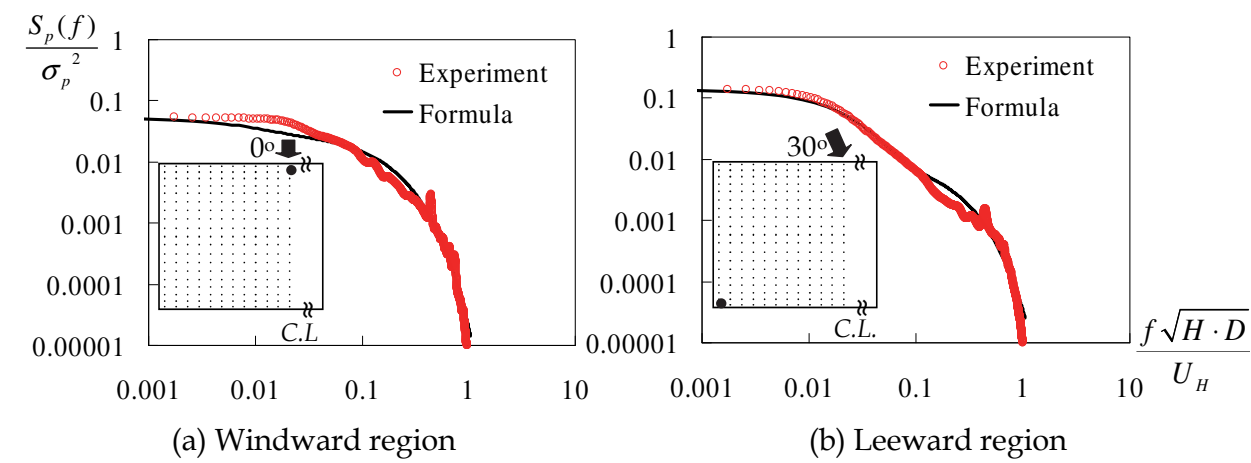 S_p(f)
σ_p^2
1
0.1
0.01
0.001
0.0001
0.00001
Experiment
Formula
0°
C.L
0.001 0.01 0.1 1 10
(a) Windward region
1
0.1
0.01
0.001
0.0001
0.00001
Experiment
Formula
30°
C.L.
0.001 0.01 0.1 1 10
(b) Leeward region
f√H·D
U_H